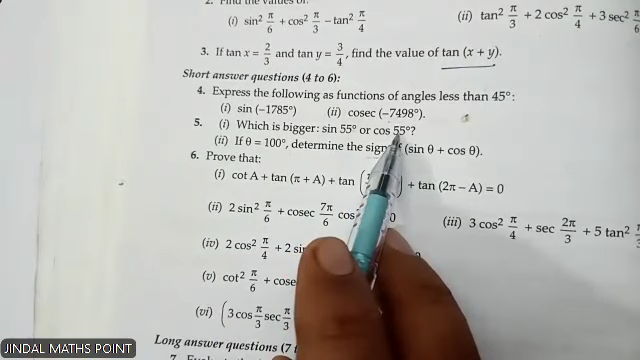 2. Find the values of:
(i) sin² π/6 + cos² π/3 − tan² π/4
(ii) tan² π/3 + 2 cos² π/4 + 3 sec² π/6
3. If tan x = 2/3 and tan y = 3/4, find the value of tan (x + y).
Short answer questions (4 to 6):
4. Express the following as functions of angles less than 45°:
(i) sin (−1785°) (ii) cosec (−7498°).
5. (i) Which is bigger: sin 55° or cos 55°?
(ii) If θ = 100°, determine the sign (sin θ + cos θ).
6. Prove that:
(i) cot A + tan (π + A) + tan ( ) + tan (2π − A) = 0
(ii) 2 sin² π/6 + cosec 7π/6 cos 0
(iii) 3 cos² π/4 + sec 2π/3 + 5 tan² π
(iv) 2 cos² π/4 + 2 sin
(v) cot² π/6 + cose
(vi) (3 cos π/3 sec π/3
Long answer questions (7 t
7.
JINDAL MATHS POINT